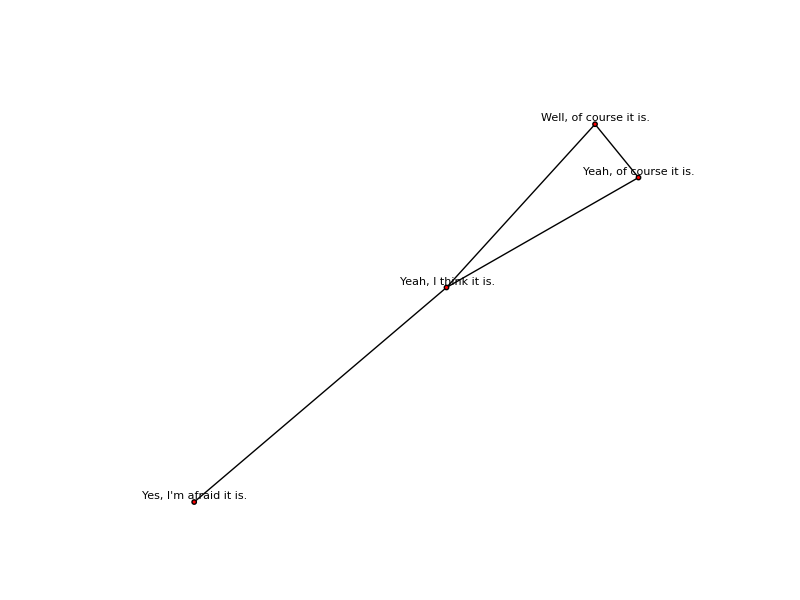 Well, of course it is.
Yeah, of course it is.
Yeah, I think it is.
Yes, I'm afraid it is.